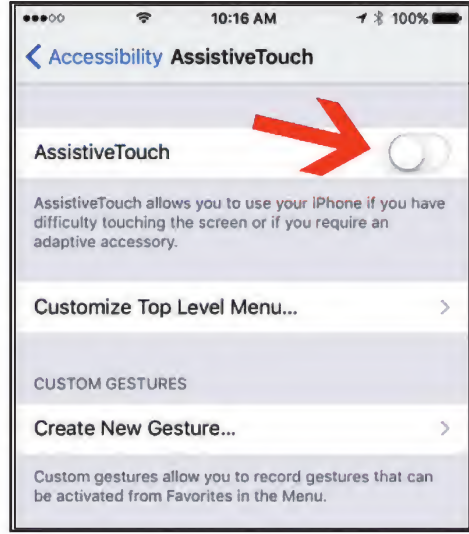 10:16 AM 100%
Accessibility AssistiveTouch
AssistiveTouch
AssistiveTouch allows you to use your iPhone if you have
difficulty touching the screen or if you require an
adaptive accessory.
Customize Top Level Menu...
CUSTOM GESTURES
Create New Gesture...
Custom gestures allow you to record gestures that can
be activated from Favorites in the Menu.